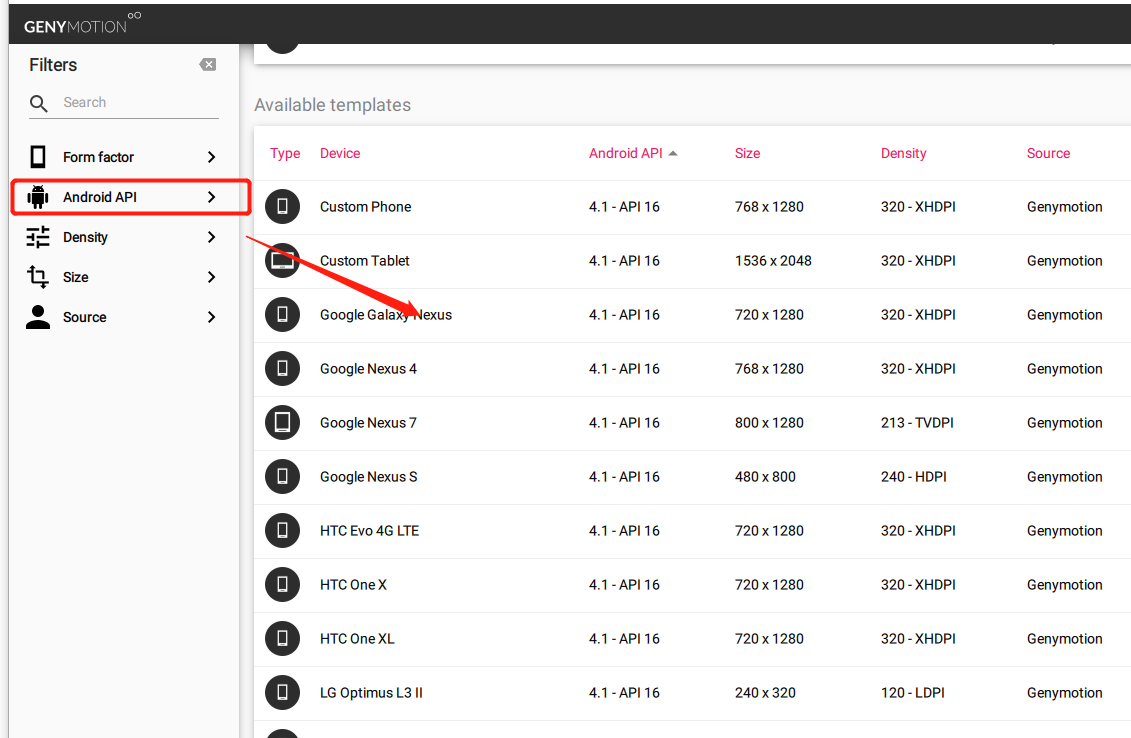 GENYMOTION
Filters
Search
Form factor
Android API
Density
Size
Source
Available templates
Type Device Android API Size Density Source
Custom Phone 4.1 - API 16 768 x 1280 320 - XHDPI Genymotion
Custom Tablet 4.1 - API 16 1536 x 2048 320 - XHDPI Genymotion
Google Galaxy Nexus 4.1 - API 16 720 x 1280 320 - XHDPI Genymotion
Google Nexus 4 4.1 - API 16 768 x 1280 320 - XHDPI Genymotion
Google Nexus 7 4.1 - API 16 800 x 1280 213 - TVDPI Genymotion
Google Nexus S 4.1 - API 16 480 x 800 240 - HDPI Genymotion
HTC Evo 4G LTE 4.1 - API 16 720 x 1280 320 - XHDPI Genymotion
HTC One X 4.1 - API 16 720 x 1280 320 - XHDPI Genymotion
HTC One XL 4.1 - API 16 720 x 1280 320 - XHDPI Genymotion
LG Optimus L3 II 4.1 - API 16 240 x 320 120 - LDPI Genymotion